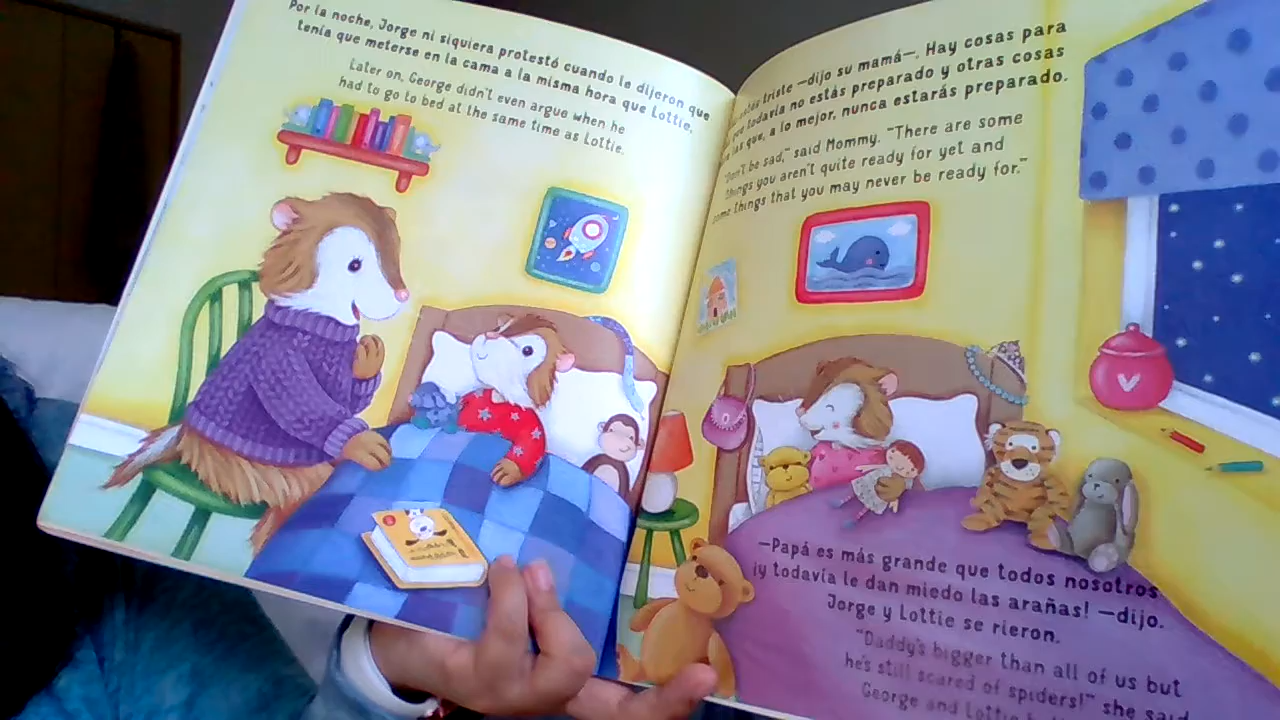 Por la noche, Jorge ni siquiera protestó cuando le dijeron que
tenía que meterse en la cama a la misma hora que Lottie.
Later on, George didn't even argue when he
had to go to bed at the same time as Lottie.
estés triste —dijo su mamá—. Hay cosas para
que todavía no estás preparado y otras cosas
las que, a lo mejor, nunca estarás preparado.
"Don't be sad," said Mommy. "There are some
things you aren't quite ready for yet and
some things that you may never be ready for."
—Papá es más grande que todos nosotros
¡y todavía le dan miedo las arañas! —dijo.
Jorge y Lottie se rieron.
"Daddy's bigger than all of us but
he's still scared of spiders!" she said
George and Lottie